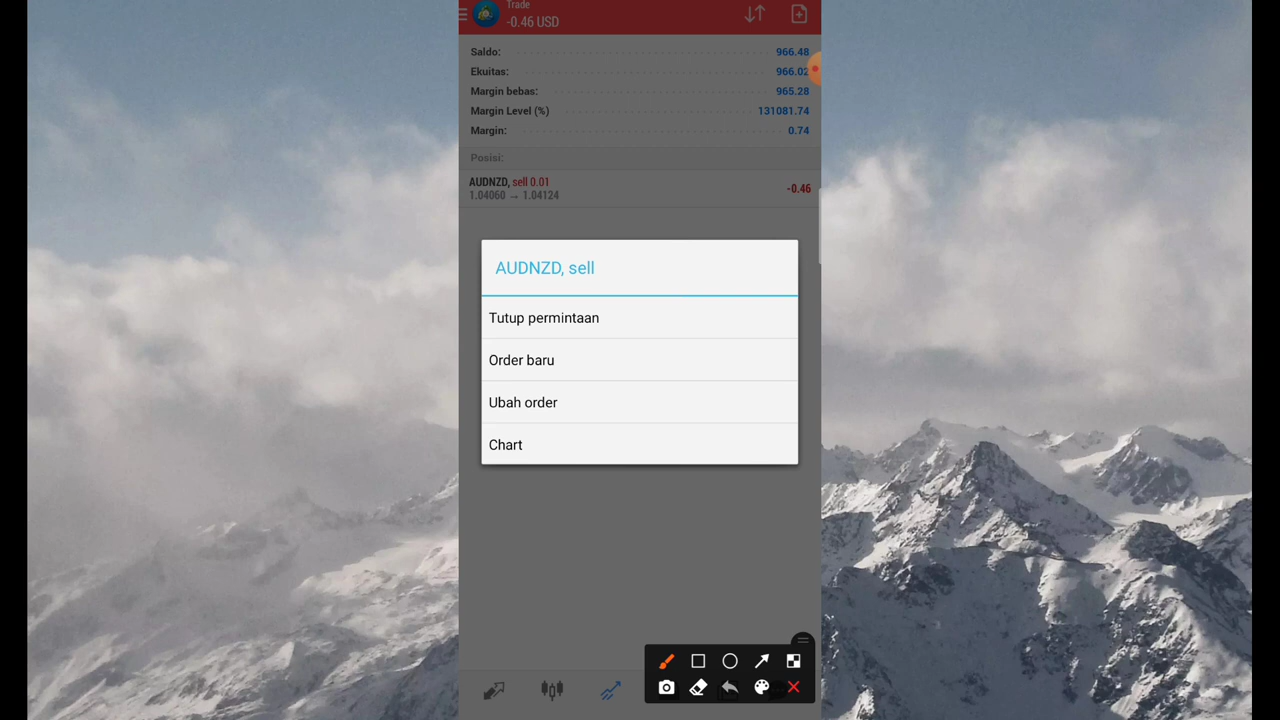 Trade
-0.46 USD
Saldo: 966.48
Ekuitas: 966.02
Margin bebas: 965.28
Margin Level (%) 131081.74
Margin: 0.74
Posisi:
AUDNZD, sell 0.01 -0.46
1.04060 → 1.04124
AUDNZD, sell
Tutup permintaan
Order baru
Ubah order
Chart